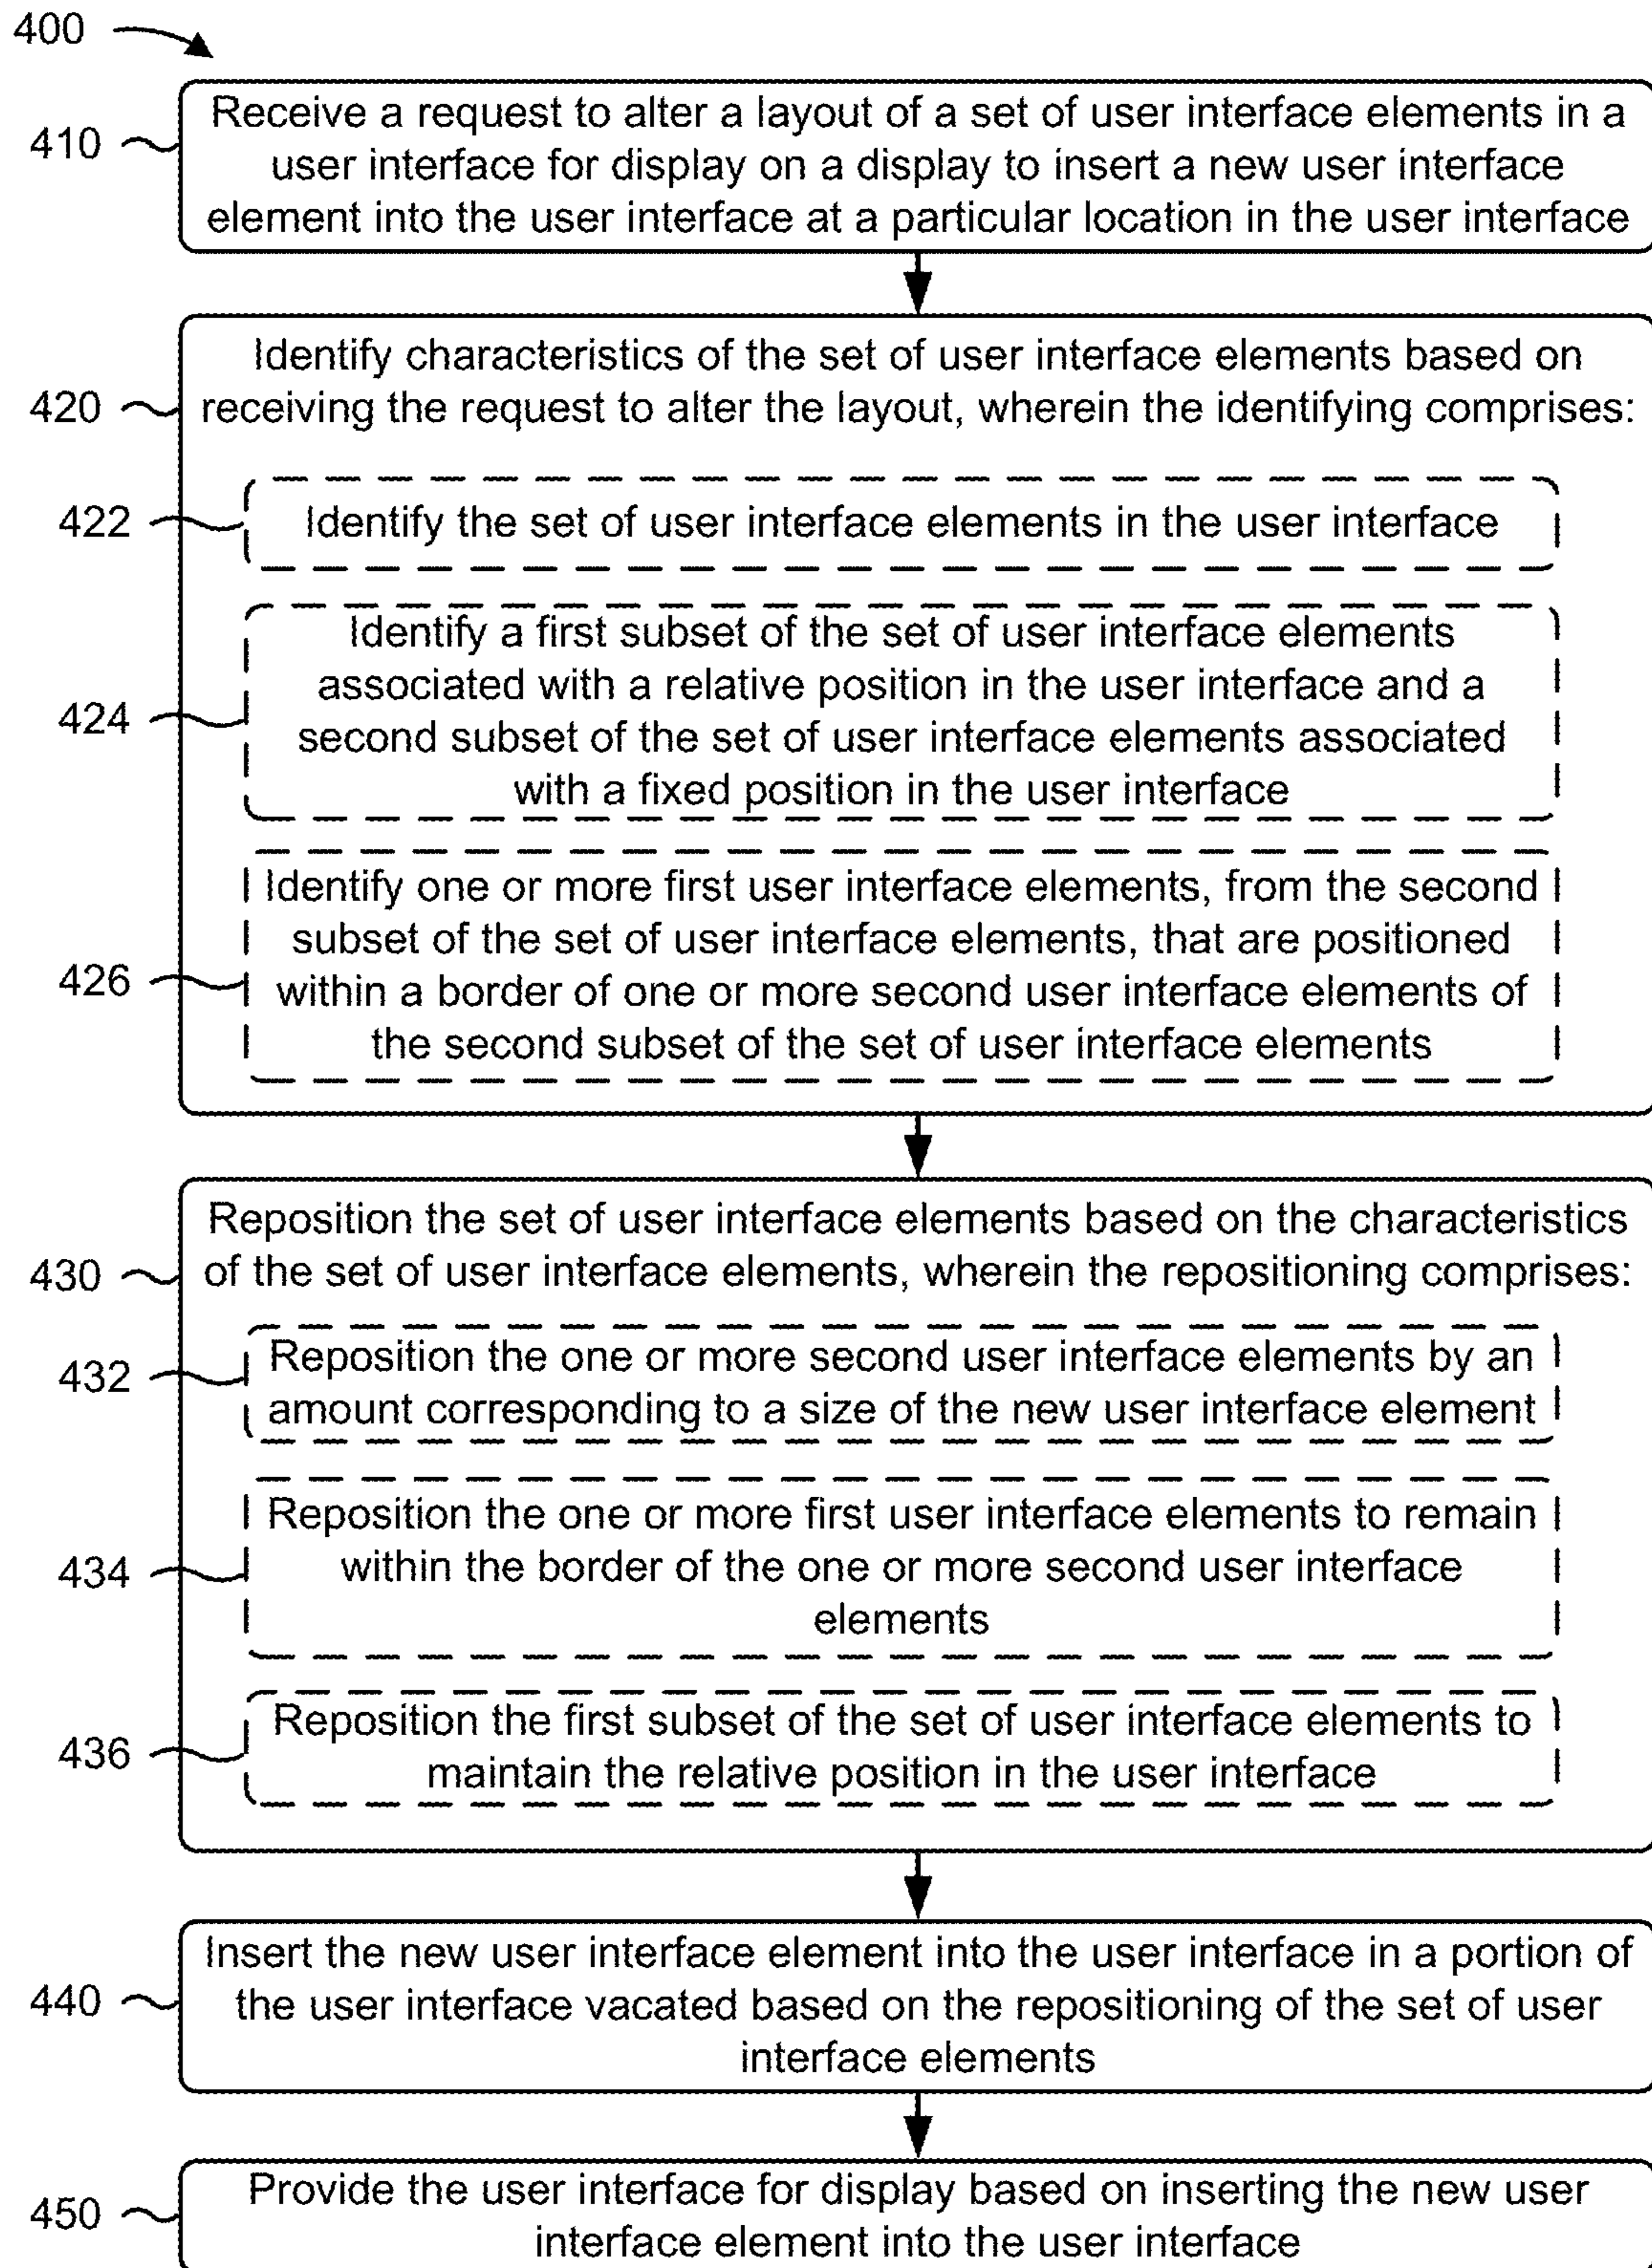 400
410
Receive a request to alter a layout of a set of user interface elements in a
user interface for display on a display to insert a new user interface
element into the user interface at a particular location in the user interface
420
Identify characteristics of the set of user interface elements based on
receiving the request to alter the layout, wherein the identifying comprises:
422
Identify the set of user interface elements in the user interface
424
Identify a first subset of the set of user interface elements
associated with a relative position in the user interface and a
second subset of the set of user interface elements associated
with a fixed position in the user interface
426
Identify one or more first user interface elements, from the second
subset of the set of user interface elements, that are positioned
within a border of one or more second user interface elements of
the second subset of the set of user interface elements
430
Reposition the set of user interface elements based on the characteristics
of the set of user interface elements, wherein the repositioning comprises:
432
Reposition the one or more second user interface elements by an
amount corresponding to a size of the new user interface element
434
Reposition the one or more first user interface elements to remain
within the border of the one or more second user interface
elements
436
Reposition the first subset of the set of user interface elements to
maintain the relative position in the user interface
440
Insert the new user interface element into the user interface in a portion of
the user interface vacated based on the repositioning of the set of user
interface elements
450
Provide the user interface for display based on inserting the new user
interface element into the user interface